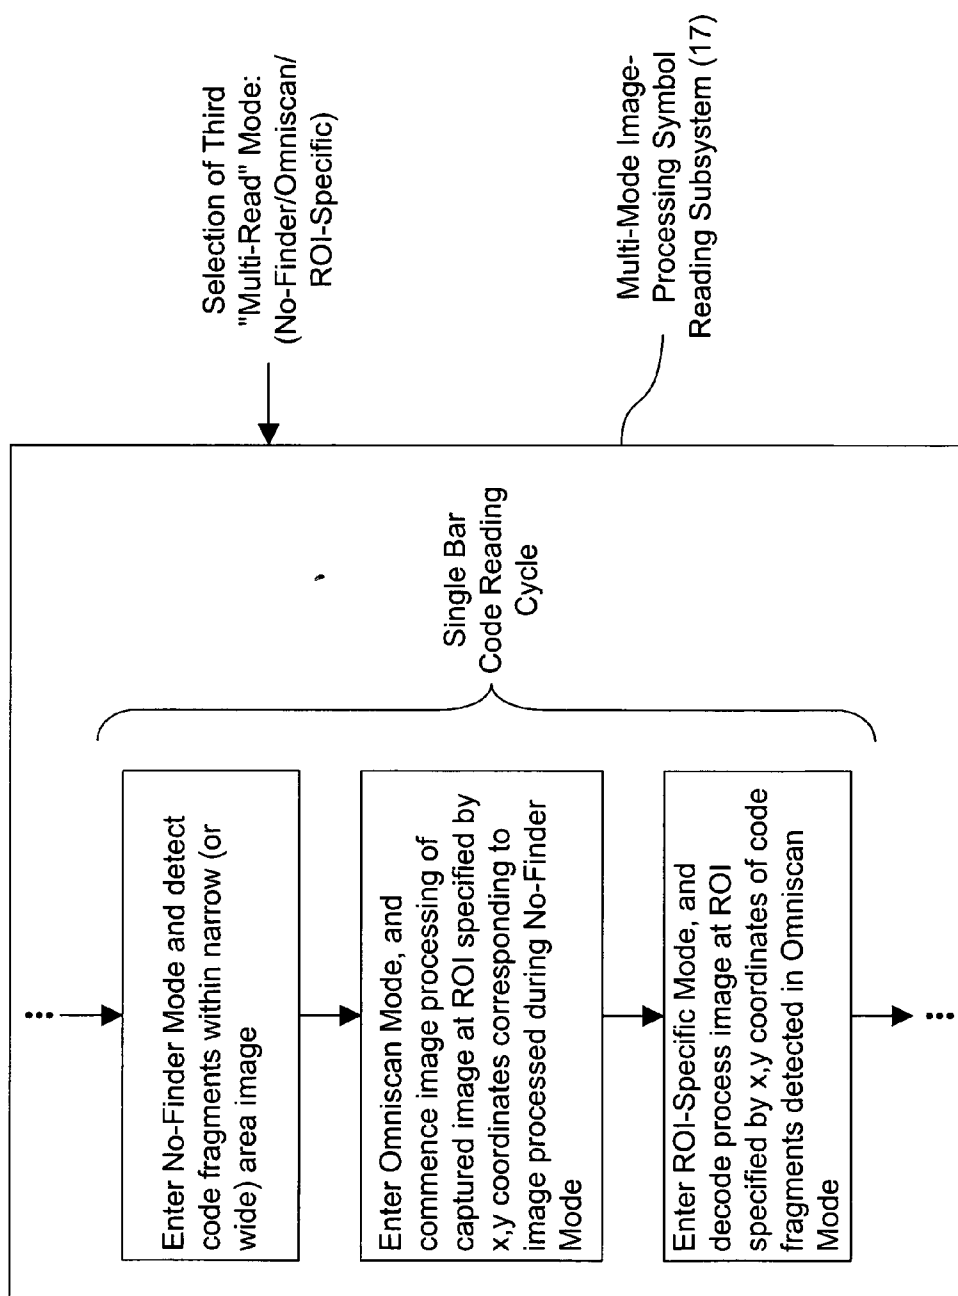 Selection of Third
"Multi-Read" Mode:
(No-Finder/Omniscan/
ROI-Specific)
Multi-Mode Image-
Processing Symbol
Reading Subsystem (17)
Single Bar
Code Reading
Cycle
Enter No-Finder Mode and detect
code fragments within narrow (or
wide) area image
Enter Omniscan Mode, and
commence image processing of
captured image at ROI specified by
x,y coordinates corresponding to
image processed during No-Finder
Mode
Enter ROI-Specific Mode, and
decode process image at ROI
specified by x,y coordinates of code
fragments detected in Omniscan
Mode